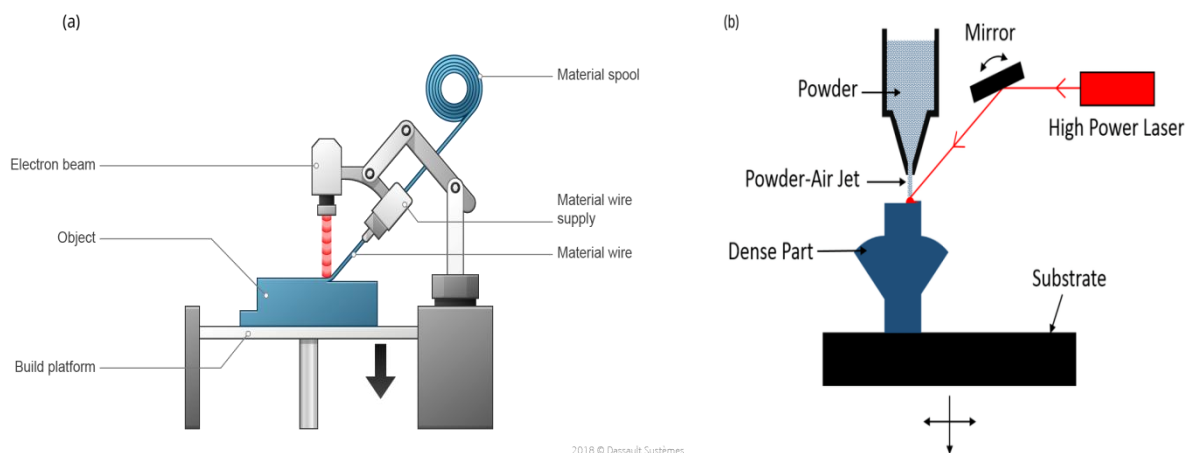 (a)
Material spool
Electron beam
Material wire
supply
Object
Material wire
Build platform
2018 © Dassault Systèmes
(b)
Mirror
Powder
High Power Laser
Powder-Air Jet
Dense Part
Substrate